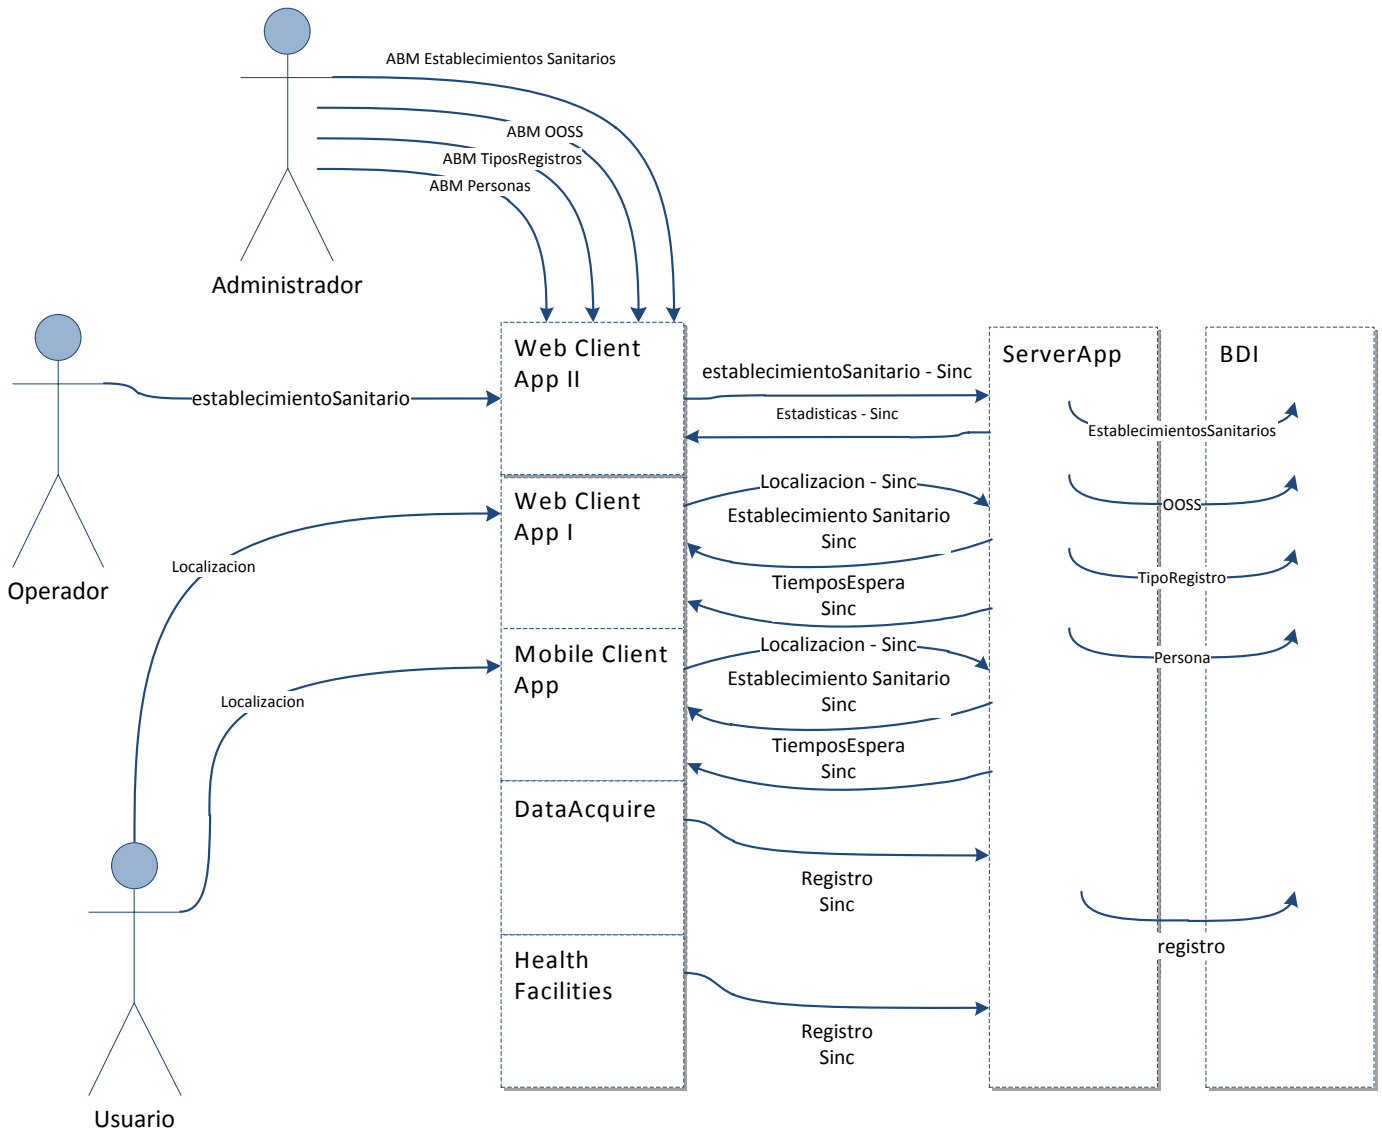 ABM Establecimientos Sanitarios
ABM OOSS
ABM TiposRegistros
ABM Personas
Administrador
Operador
establecimientoSanitario
Localizacion
Localizacion
Usuario
Web Client
App II
Web Client
App I
Mobile Client
App
DataAcquire
Health
Facilities
establecimientoSanitario - Sinc
Estadisticas - Sinc
Localizacion - Sinc
Establecimiento Sanitario
Sinc
TiemposEspera
Sinc
Localizacion - Sinc
Establecimiento Sanitario
Sinc
TiemposEspera
Sinc
Registro
Sinc
Registro
Sinc
ServerApp
BDI
EstablecimientosSanitarios
OOSS
TipoRegistro
Persona
registro